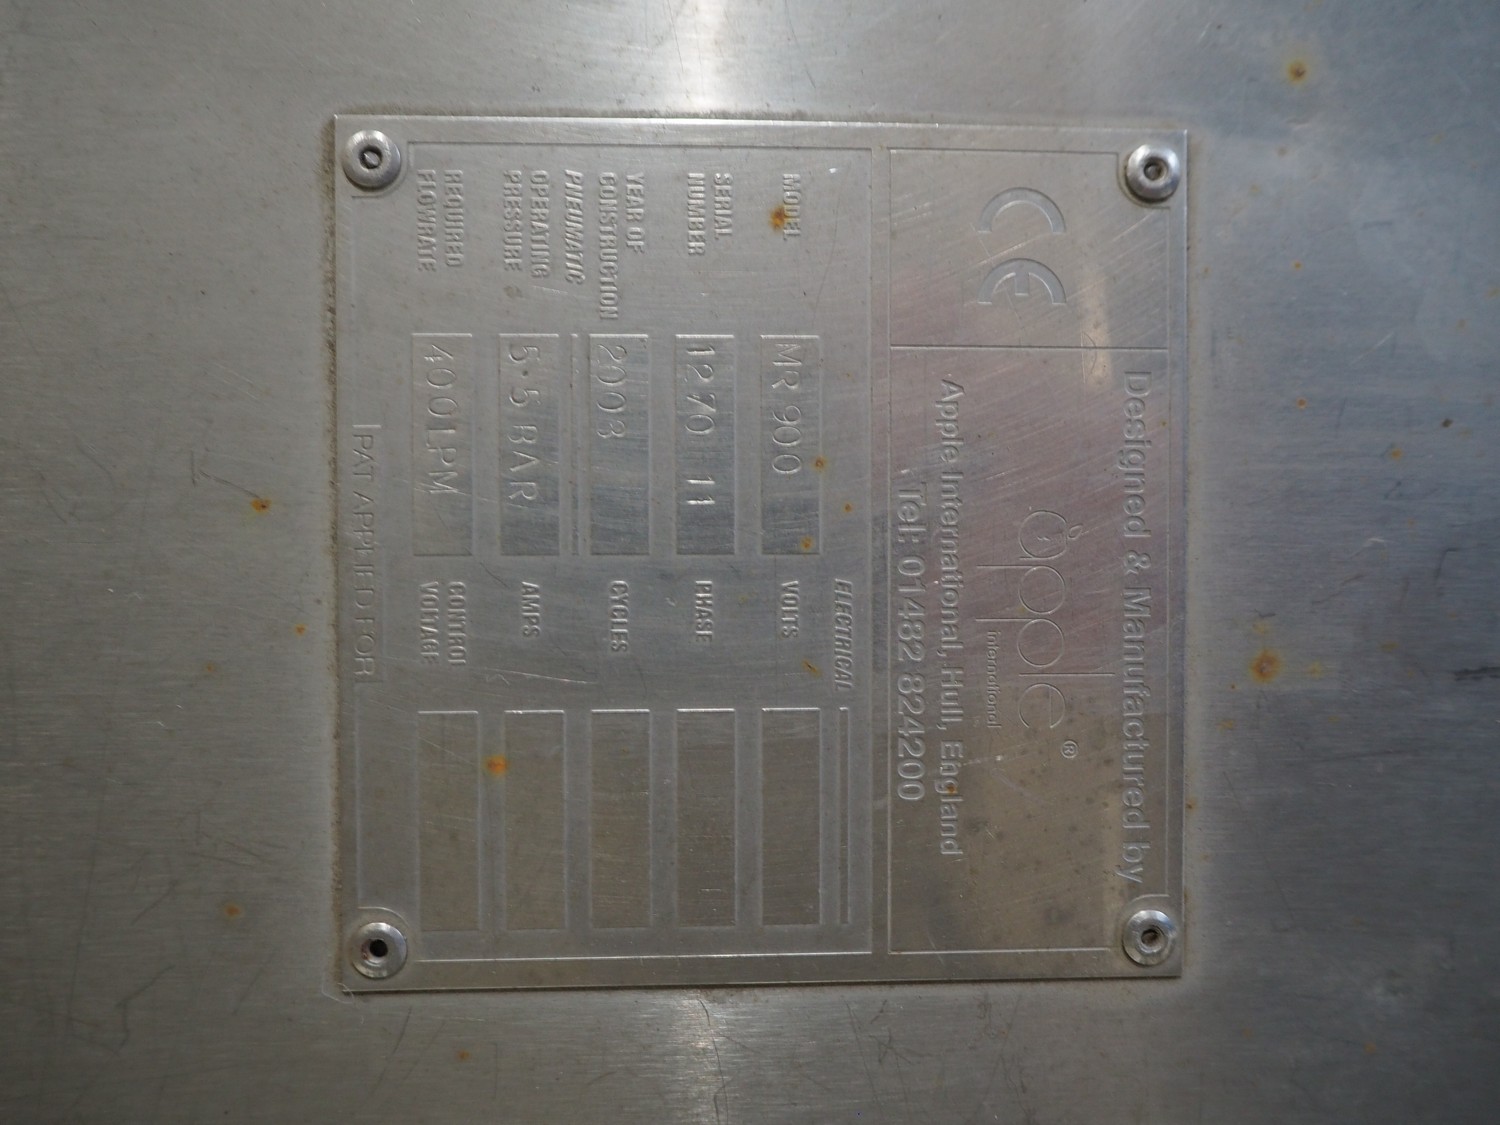 CE
Designed & Manufactured by
apple ®
international
Apple International, Hull, England
Tel: 01482 824200
ELECTRICAL
MODEL MR 900 VOLTS
SERIAL
NUMBER 1270 11 PHASE
YEAR OF
CONSTRUCTION 2003 CYCLES
PNEUMATIC
OPERATING
PRESSURE 5·5 BAR AMPS
REQUIRED
FLOWRATE 400LPM CONTROL
VOLTAGE
PAT APPLIED FOR